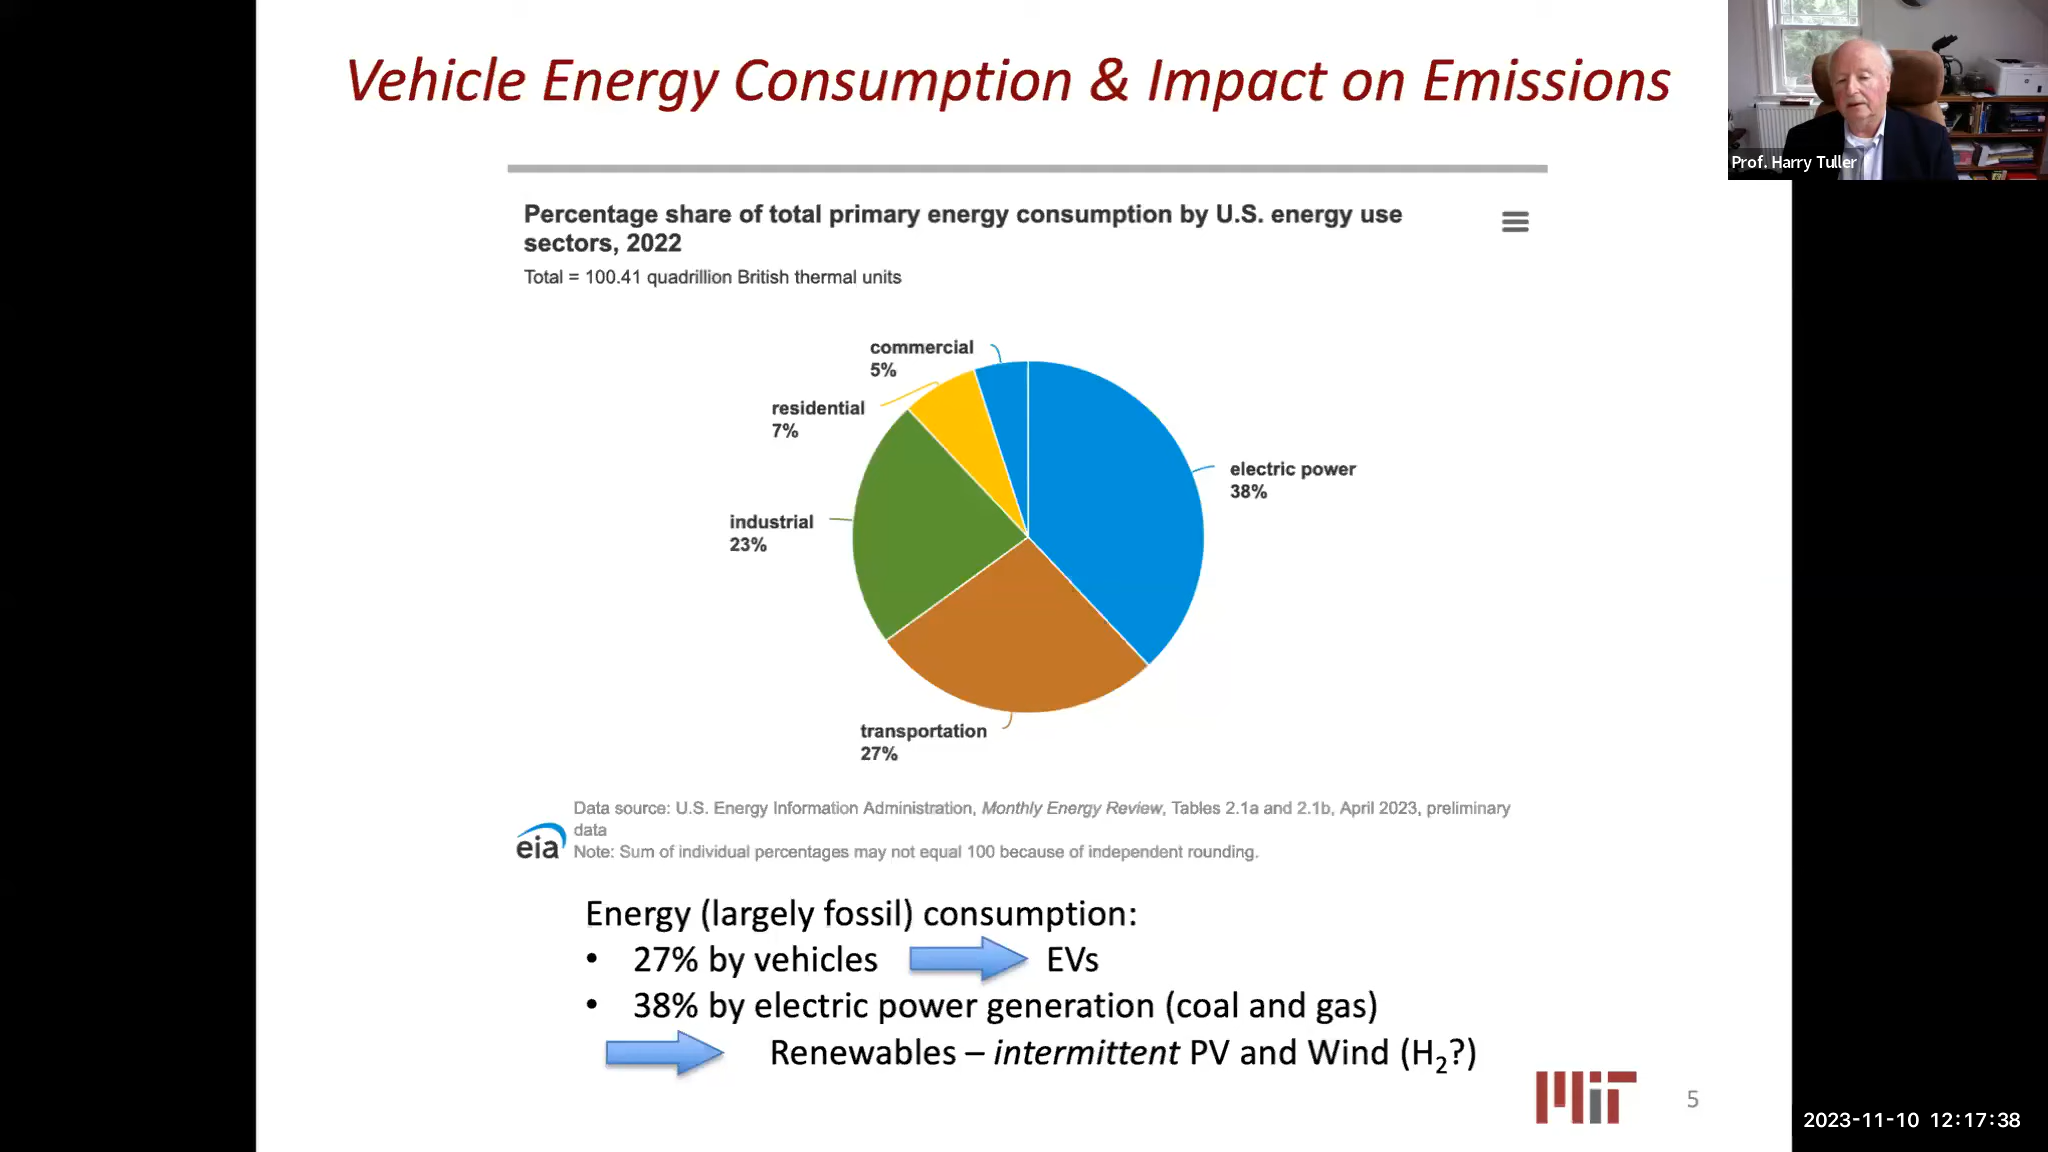 Vehicle Energy Consumption & Impact on Emissions
Prof. Harry Tuller
Percentage share of total primary energy consumption by U.S. energy use
sectors, 2022
Total = 100.41 quadrillion British thermal units
commercial
5%
residential
7%
electric power
38%
industrial
23%
transportation
27%
Data source: U.S. Energy Information Administration, Monthly Energy Review, Tables 2.1a and 2.1b, April 2023, preliminary
data
eia
Note: Sum of individual percentages may not equal 100 because of independent rounding.
Energy (largely fossil) consumption:
• 27% by vehicles EVs
• 38% by electric power generation (coal and gas)
Renewables – intermittent PV and Wind (H₂?)
MIT
5
2023-11-10 12:17:38